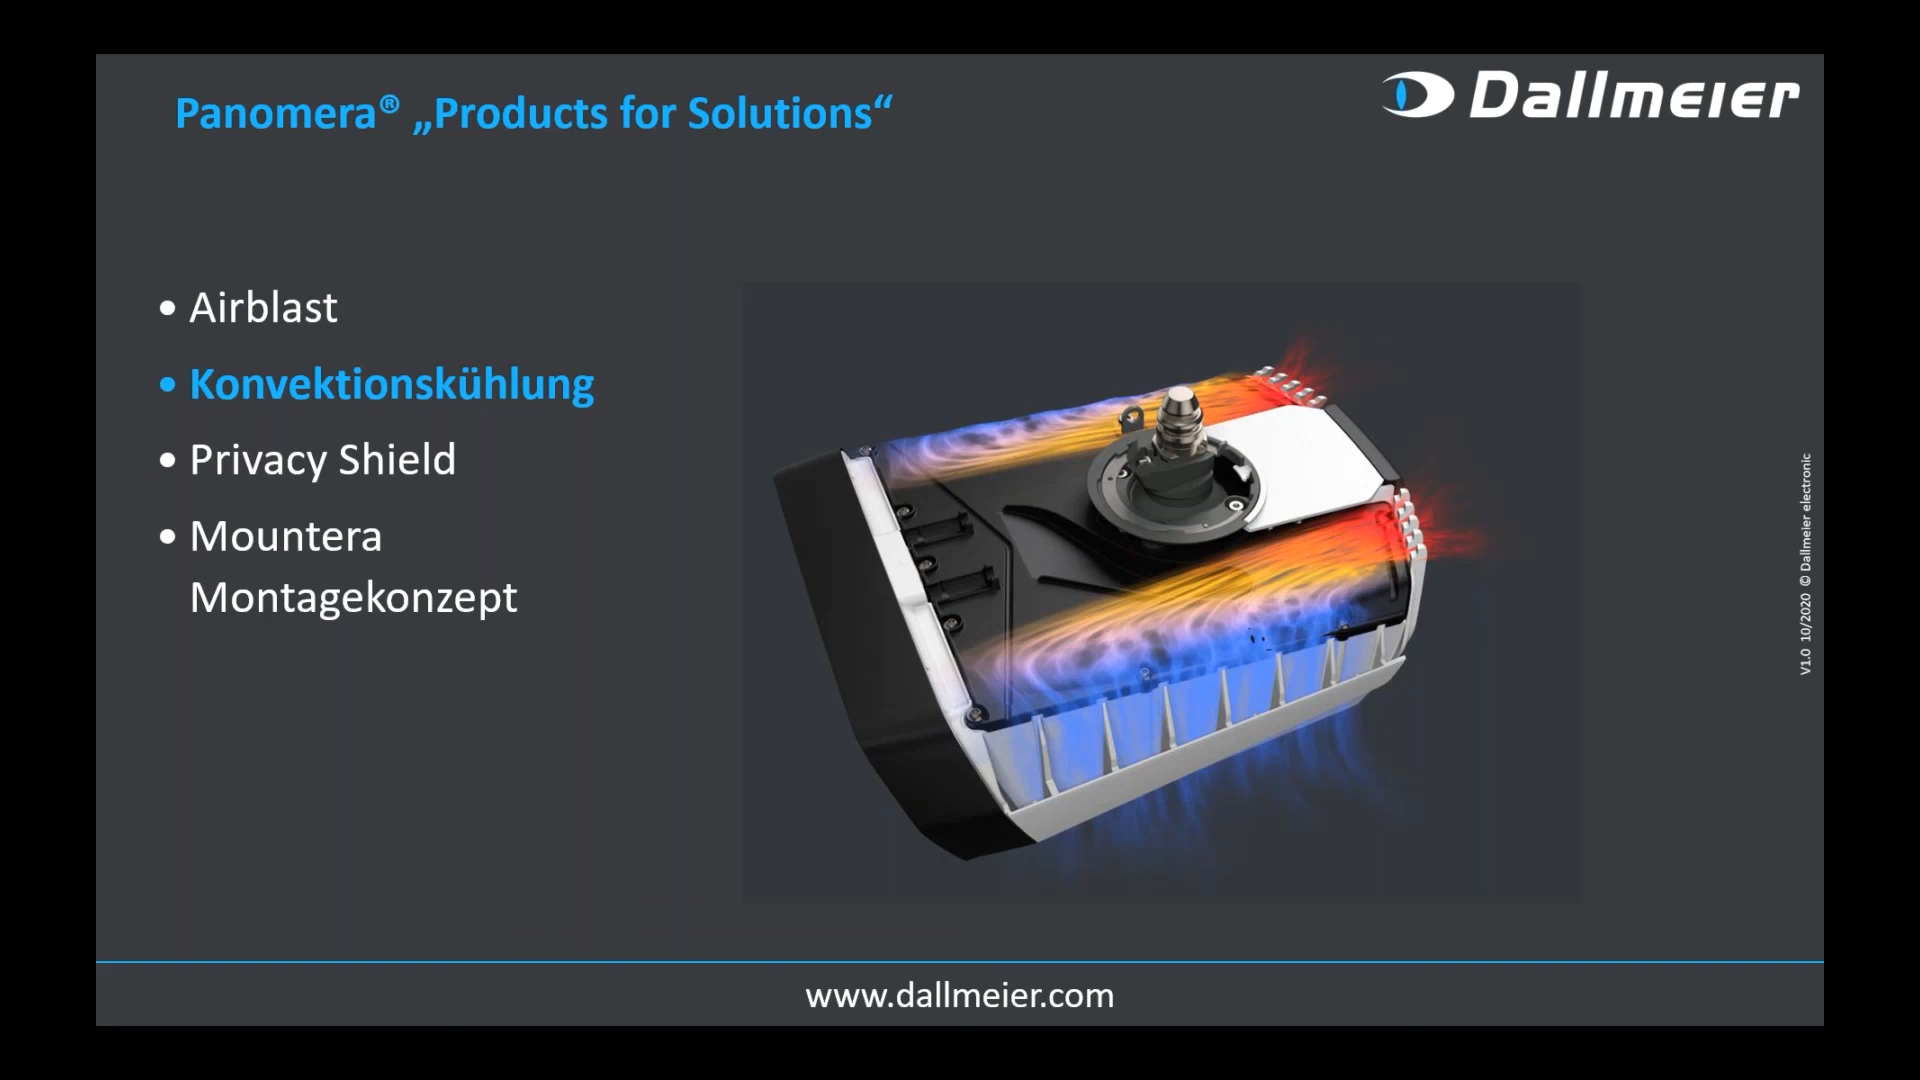 Panomera® „Products for Solutions“
Dallmeier
• Airblast
• Konvektionskühlung
• Privacy Shield
• Mountera
Montagekonzept
V1.0 10/2020 © Dallmeier electronic
www.dallmeier.com